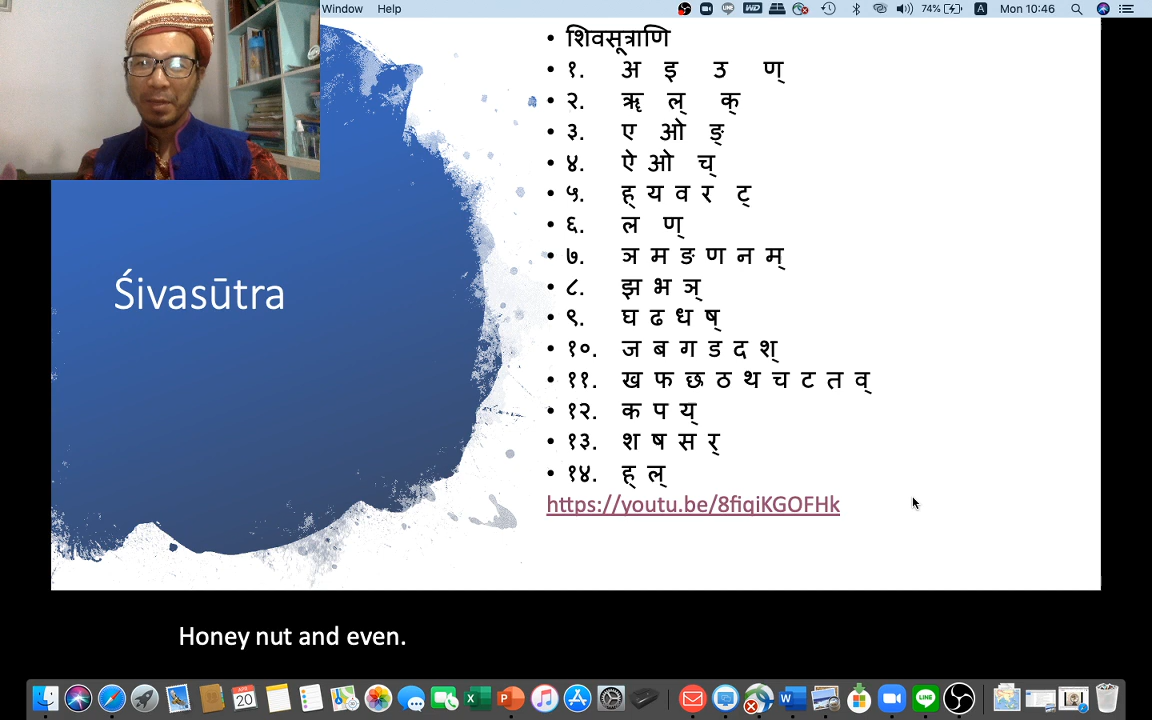 Window Help 74% A Mon 10:46
शिवसूत्राणि
१. अ इ उ ण्
२. ॠ ल् क्
३. ए ओ ङ्
४. ऐ ओ च्
५. ह् य व र ट्
६. ल ण्
७. ञ म ङ ण न म्
८. झ भ ञ्
९. घ ढ ध ष्
१०. ज ब ग ड द श्
११. ख फ छ ठ थ च ट त व्
१२. क प य्
१३. श ष स र्
१४. ह् ल्
https://youtu.be/8fiqiKGOFHk
Śivasūtra
Honey nut and even.